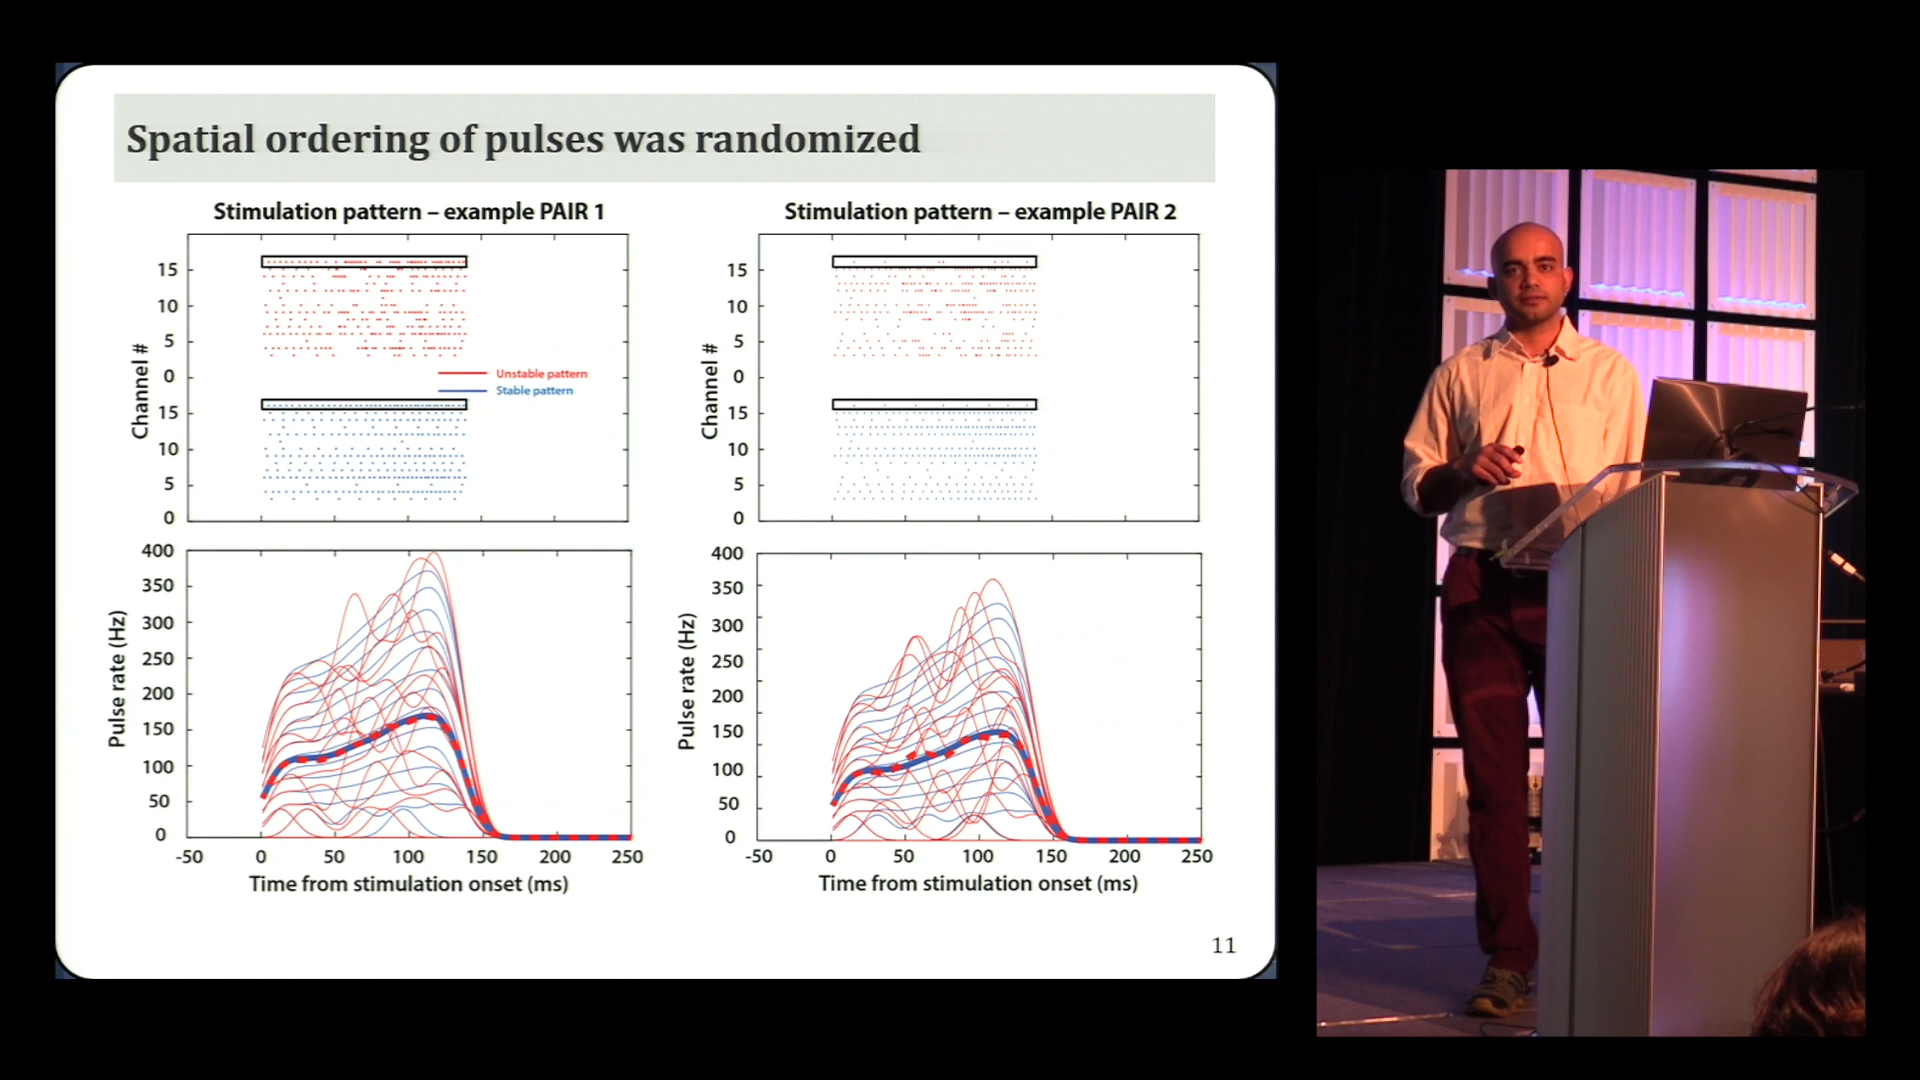 Spatial ordering of pulses was randomized
Stimulation pattern – example PAIR 1
Channel #
15
10
5
0
15
10
5
0
Unstable pattern
Stable pattern
Pulse rate (Hz)
400
350
300
250
200
150
100
50
0
-50 0 50 100 150 200 250
Time from stimulation onset (ms)
Stimulation pattern – example PAIR 2
Channel #
15
10
5
0
15
10
5
0
Pulse rate (Hz)
400
350
300
250
200
150
100
50
0
-50 0 50 100 150 200 250
Time from stimulation onset (ms)
11